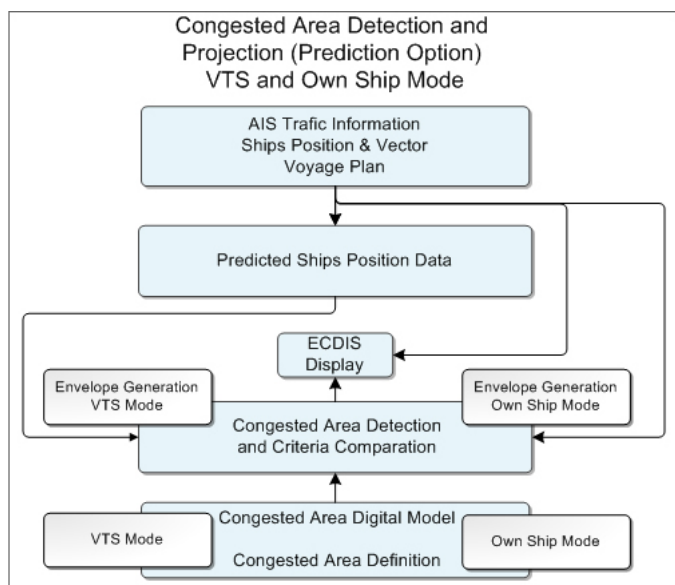 Congested Area Detection and
Projection (Prediction Option)
VTS and Own Ship Mode
AIS Trafic Information
Ships Position & Vector
Voyage Plan
Predicted Ships Position Data
ECDIS
Display
Envelope Generation
VTS Mode
Envelope Generation
Own Ship Mode
Congested Area Detection
and Criteria Comparation
Congested Area Digital Model
VTS Mode
Own Ship Mode
Congested Area Definition